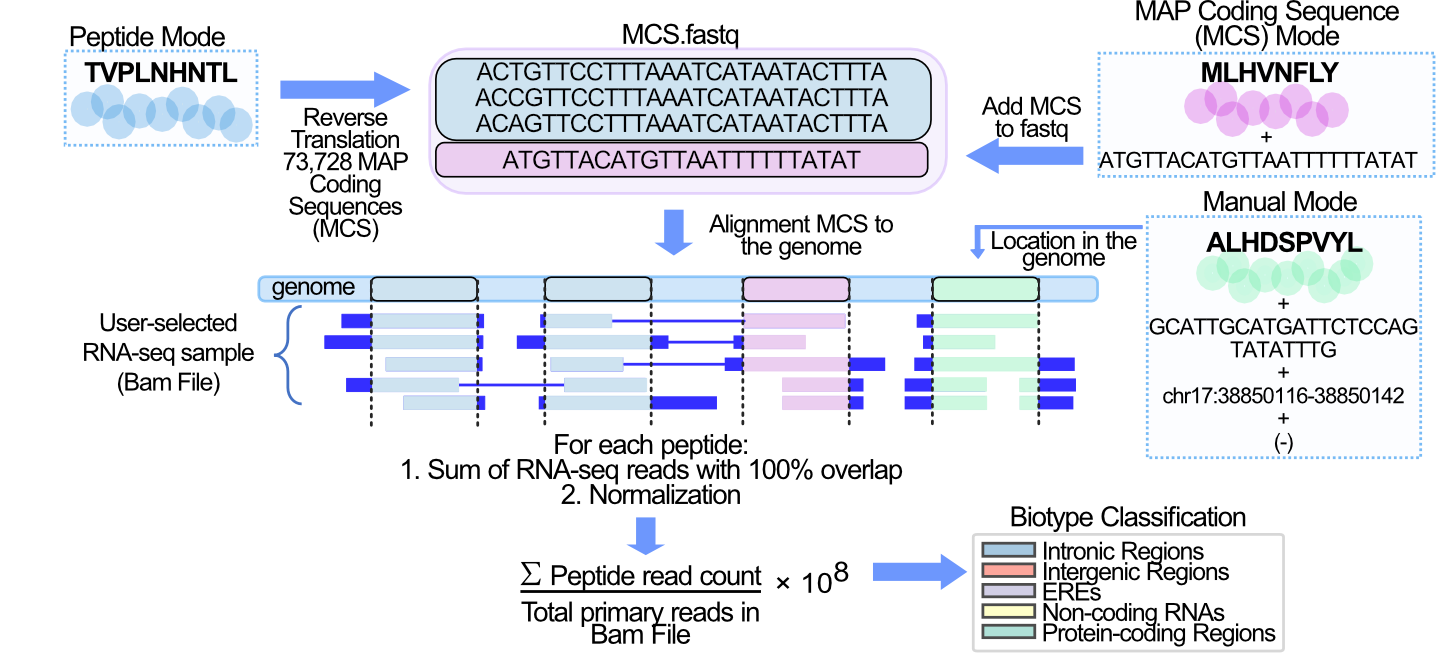 Peptide Mode
TVPLNHNTL
Reverse
Translation
73,728 MAP
Coding
Sequences
(MCS)
MCS.fastq
ACTGTTCCTTTAAATCATAATACTTTA
ACCGTTCCTTTAAATCATAATACTTTA
ACAGTTCCTTTAAATCATAATACTTTA
ATGTTACATGTTAATTTTTTATAT
Add MCS
to fastq
MAP Coding Sequence
(MCS) Mode
MLHVNFLY
+
ATGTTACATGTTAATTTTTTATAT
Alignment MCS to
the genome
Manual Mode
Location in the
genome
ALHDSPVYL
+
GCATTGCATGATTCTCCAG
TATATTTG
+
chr17:38850116-38850142
+
(-)
genome
User-selected
RNA-seq sample
(Bam File)
For each peptide:
1. Sum of RNA-seq reads with 100% overlap
2. Normalization
Σ Peptide read count
× 10⁸
Total primary reads in
Bam File
Biotype Classification
Intronic Regions
Intergenic Regions
EREs
Non-coding RNAs
Protein-coding Regions